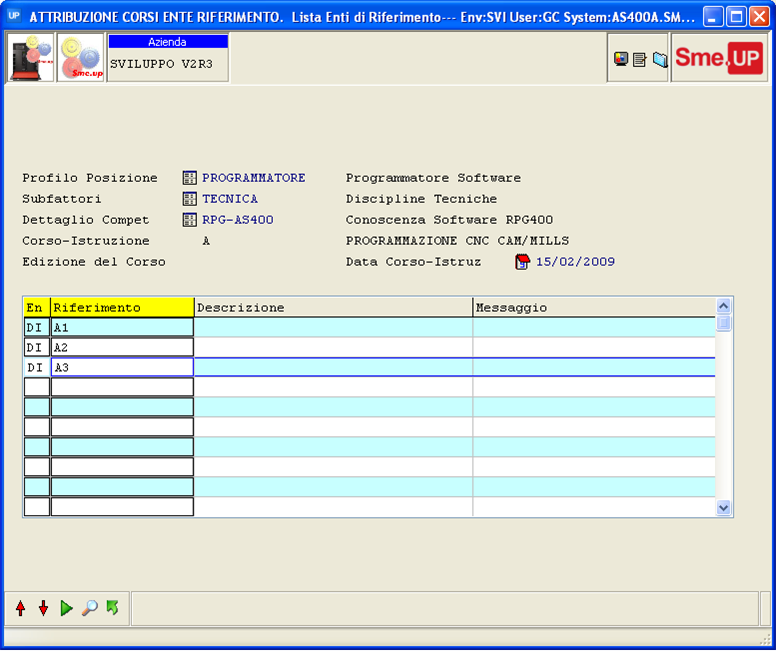 UP ATTRIBUZIONE CORSI ENTE RIFERIMENTO. Lista Enti di Riferimento--- Env:SVI User:GC System:AS400A.SM...
Sme.up
Azienda
SVILUPPO V2R3
Sme.UP
Profilo Posizione PROGRAMMATORE Programmatore Software
Subfattori TECNICA Discipline Tecniche
Dettaglio Compet RPG-AS400 Conoscenza Software RPG400
Corso-Istruzione A PROGRAMMAZIONE CNC CAM/MILLS
Edizione del Corso Data Corso-Istruz 15/02/2009
En Riferimento Descrizione Messaggio
DI A1
DI A2
DI A3